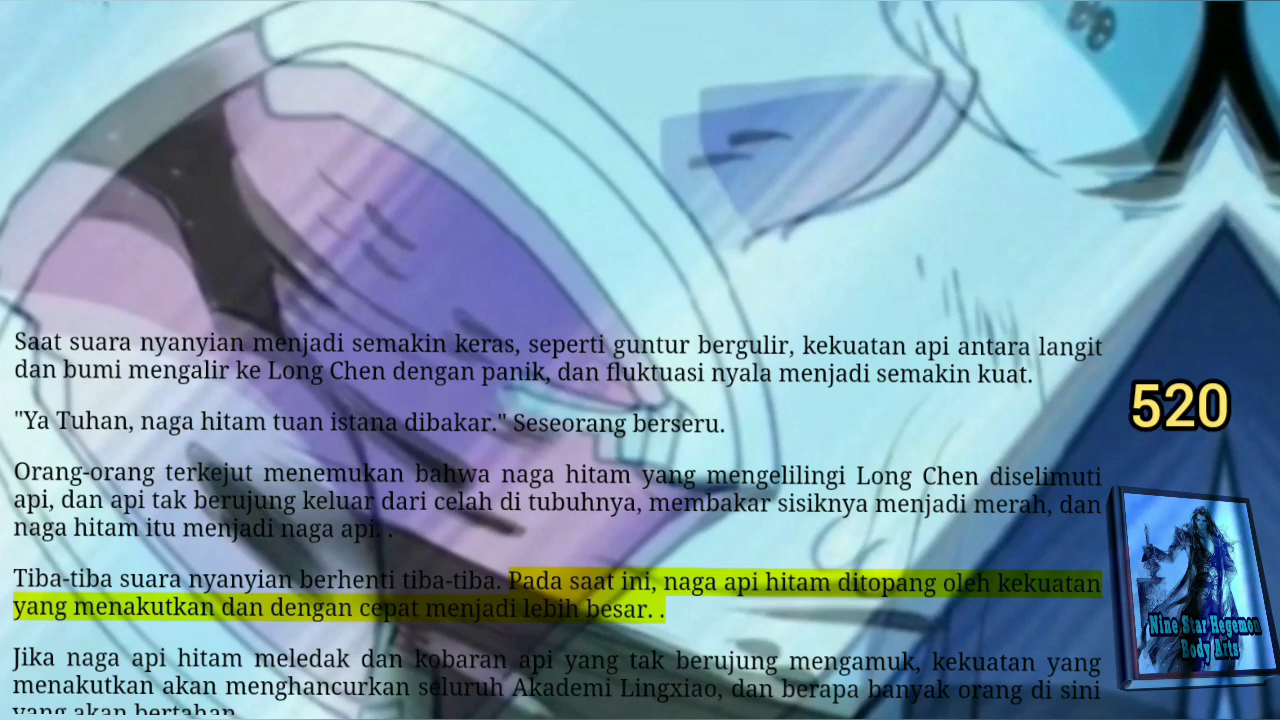 Saat suara nyanyian menjadi semakin keras, seperti guntur bergulir, kekuatan api antara langit
dan bumi mengalir ke Long Chen dengan panik, dan fluktuasi nyala menjadi semakin kuat.
"Ya Tuhan, naga hitam tuan istana dibakar." Seseorang berseru.
Orang-orang terkejut menemukan bahwa naga hitam yang mengelilingi Long Chen diselimuti
api, dan api tak berujung keluar dari celah di tubuhnya, membakar sisiknya menjadi merah, dan
naga hitam itu menjadi naga api. .
Tiba-tiba suara nyanyian berhenti tiba-tiba. Pada saat ini, naga api hitam ditopang oleh kekuatan
yang menakutkan dan dengan cepat menjadi lebih besar. .
Jika naga api hitam meledak dan kobaran api yang tak berujung mengamuk, kekuatan yang
menakutkan akan menghancurkan seluruh Akademi Lingxiao, dan berapa banyak orang di sini
yang akan bertahan
520
Nine Star Hegemon
Body Arts